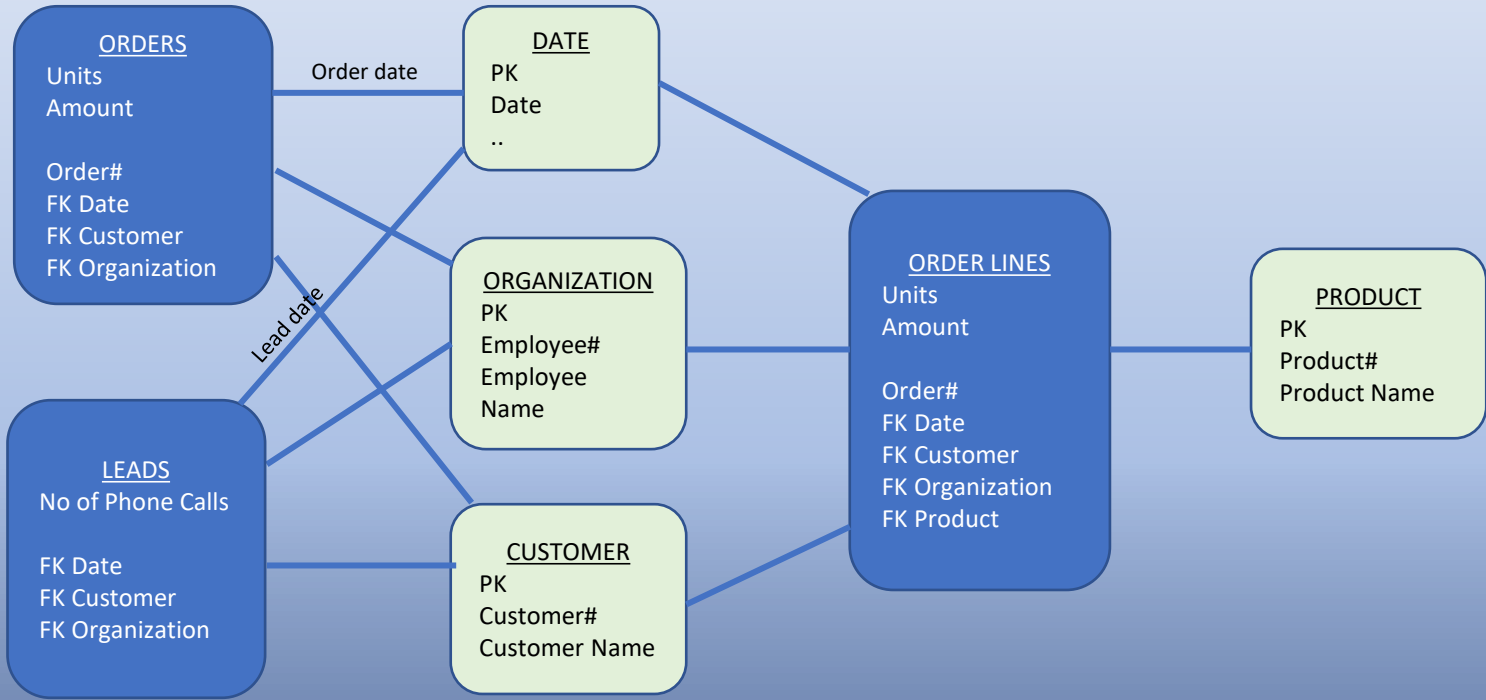 ORDERS
Units
Amount
Order#
FK Date
FK Customer
FK Organization
Order date
DATE
PK
Date
..
Lead date
ORGANIZATION
PK
Employee#
Employee
Name
LEADS
No of Phone Calls
FK Date
FK Customer
FK Organization
CUSTOMER
PK
Customer#
Customer Name
ORDER LINES
Units
Amount
Order#
FK Date
FK Customer
FK Organization
FK Product
PRODUCT
PK
Product#
Product Name